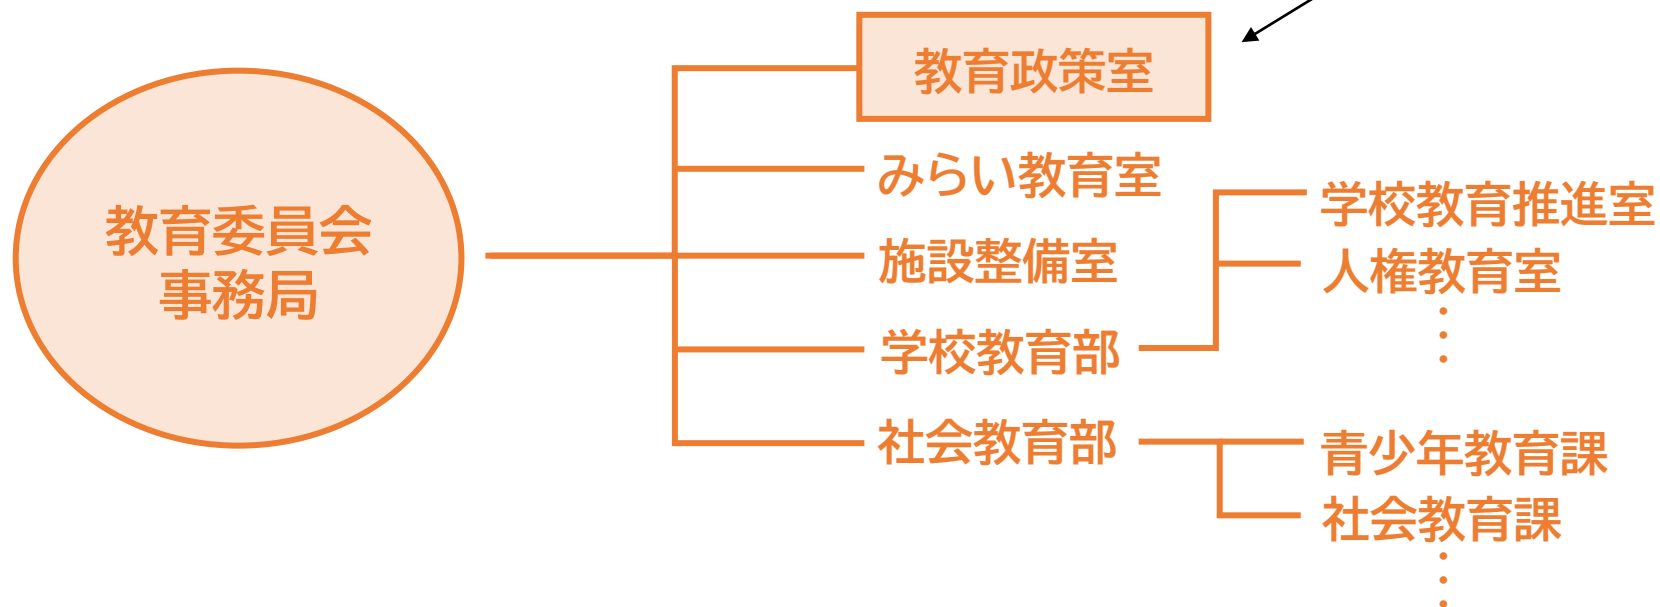 教育委員会
事務局
教育政策室
みらい教育室
施設整備室
学校教育部
社会教育部
学校教育推進室
人権教育室
青少年教育課
社会教育課